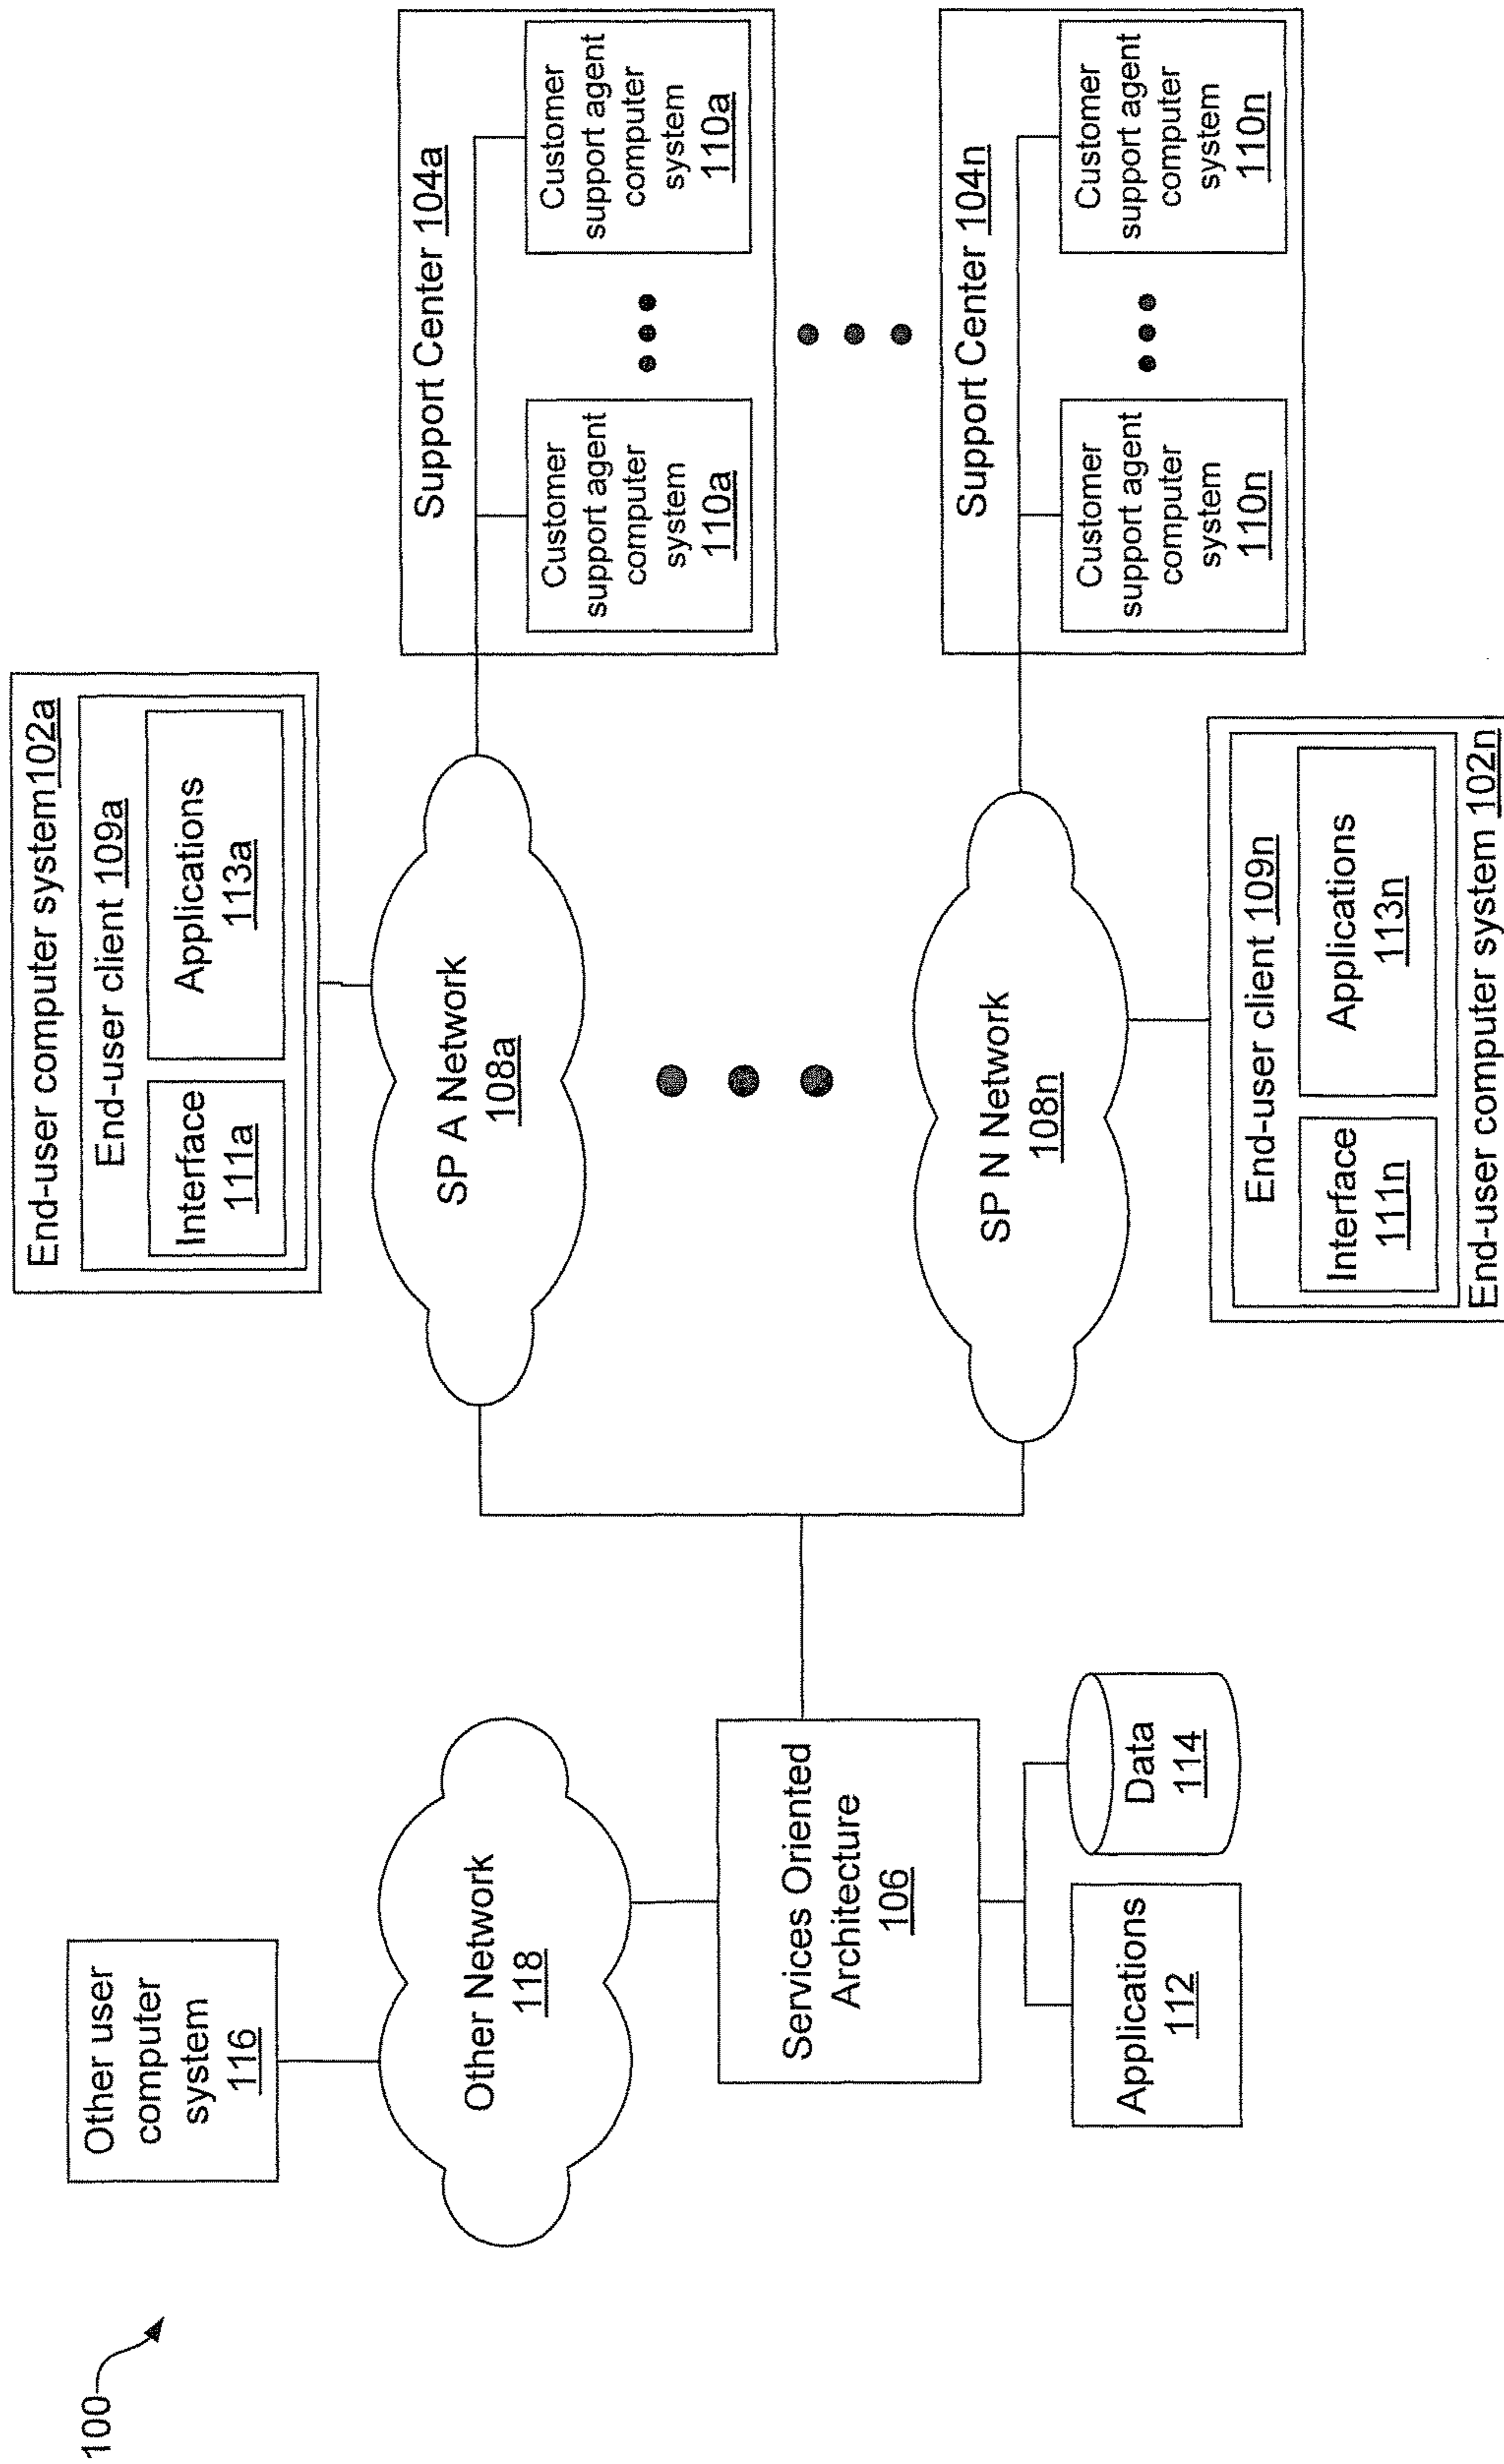 100
Other user
computer
system
116
Other Network
118
Services Oriented
Architecture
106
Applications
112
Data
114
End-user computer system102a
End-user client 109a
Interface
111a
Applications
113a
SP A Network
108a
SP N Network
108n
End-user client 109n
Interface
111n
Applications
113n
End-user computer system 102n
Support Center 104a
Customer
support agent
computer
system
110a
Customer
support agent
computer
system
110a
Support Center 104n
Customer
support agent
computer
system
110n
Customer
support agent
computer
system
110n